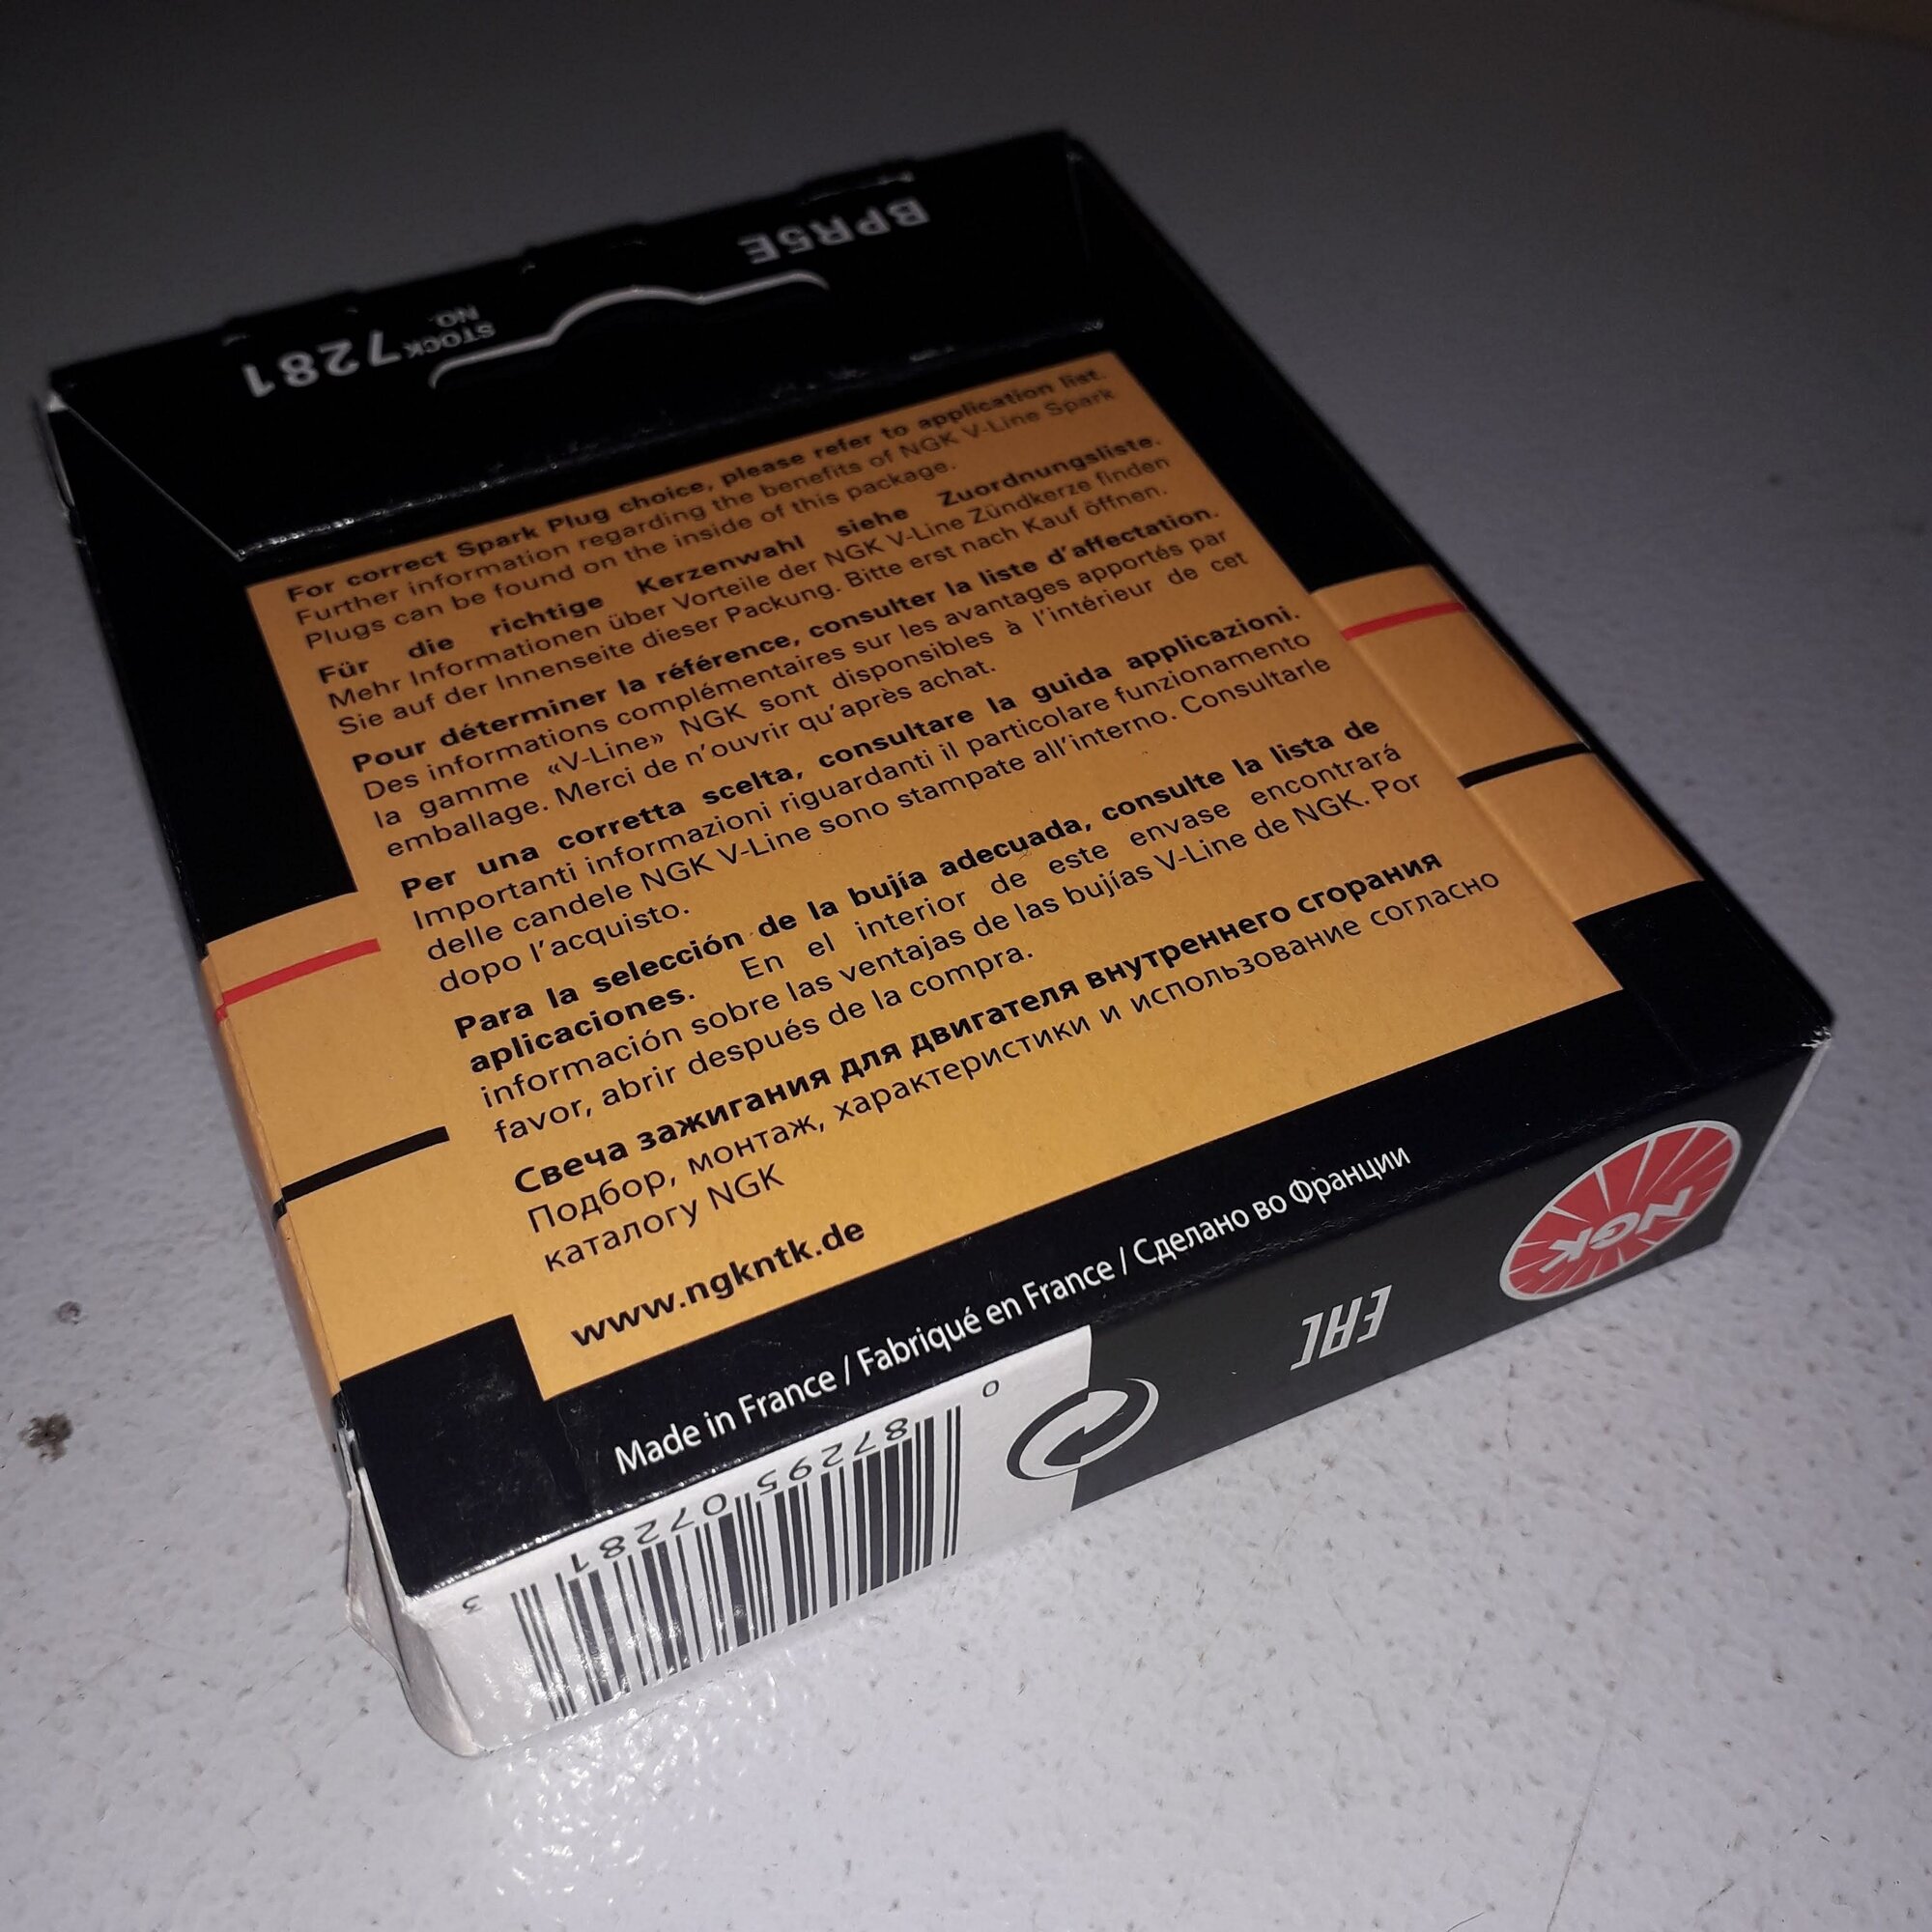 BPR5E
STOCK
NO.
7281
For correct Spark Plug choice, please refer to application list.
Further information regarding the benefits of NGK V-Line Spark
Plugs can be found on the inside of this package.
Für die richtige Kerzenwahl siehe Zuordnungsliste.
Mehr Informationen über Vorteile der NGK V-Line Zündkerze finden
Sie auf der Innenseite dieser Packung. Bitte erst nach Kauf öffnen.
Pour déterminer la référence, consulter la liste d'affectation.
Des informations complémentaires sur les avantages apportés par
la gamme «V-Line» NGK sont disponibles à l'intérieur de cet
emballage. Merci de n'ouvrir qu'après achat.
Per una corretta scelta, consultare la guida applicazioni.
Importanti informazioni riguardanti il particolare funzionamento
delle candele NGK V-Line sono stampate all'interno. Consultarle
dopo l'acquisto.
Para la selección de la bujía adecuada, consulte la lista de
aplicaciones. En el interior de este envase encontrará
información sobre las ventajas de las bujías V-Line de NGK. Por
favor, abrir después de la compra.
Свеча зажигания для двигателя внутреннего сгорания
Подбор, монтаж, характеристики и использование согласно
каталогу NGK
www.ngkntk.de
Made in France / Fabriqué en France / Сделано во Франции
NGK
EAC
0 87295 07281 3